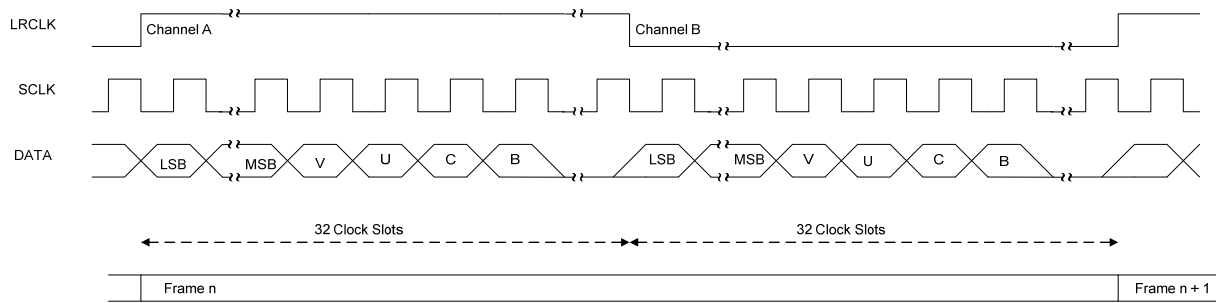 LRCLK
Channel A
Channel B
SCLK
DATA
LSB
MSB
V
U
C
B
LSB
MSB
V
U
C
B
32 Clock Slots
32 Clock Slots
Frame n
Frame n + 1